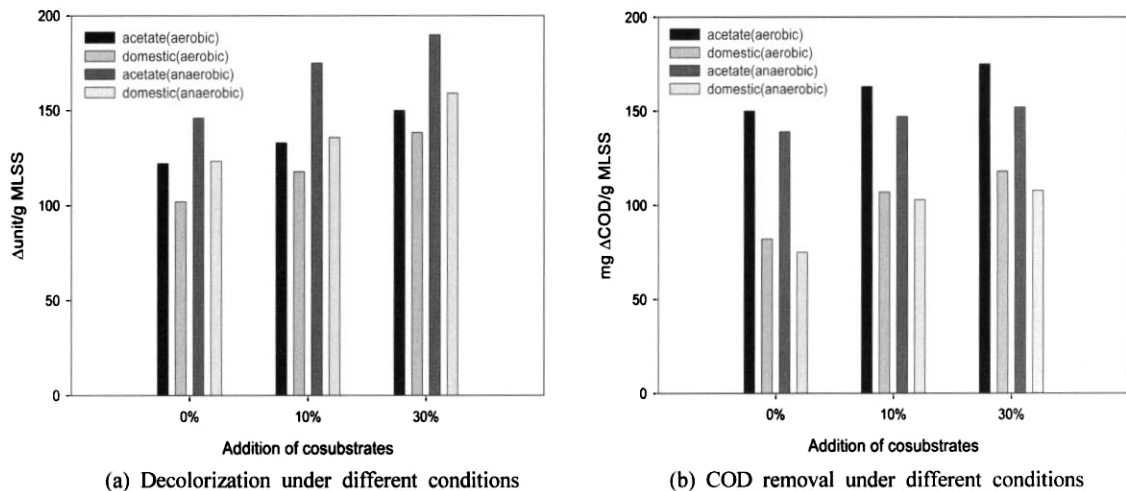 200
150
100
50
0
Δunit/g MLSS
acetate(aerobic)
domestic(aerobic)
acetate(anaerobic)
domestic(anaerobic)
0% 10% 30%
Addition of cosubstrates
(a) Decolorization under different conditions
200
150
100
50
0
mg ΔCOD/g MLSS
acetate(aerobic)
domestic(aerobic)
acetate(anaerobic)
domestic(anaerobic)
0% 10% 30%
Addition of cosubstrates
(b) COD removal under different conditions